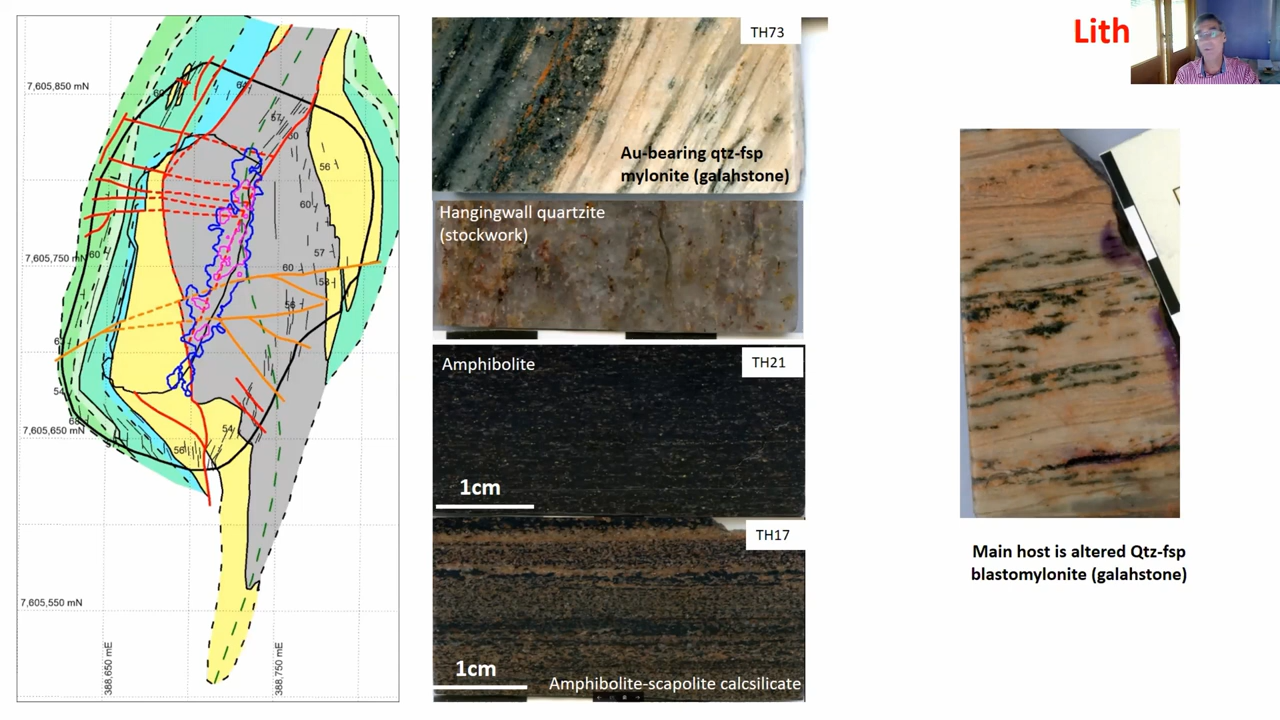 7,605,850 mN
7,605,750 mN
7,605,650 mN
7,605,550 mN
388,650 mE
388,750 mE
60
57
56
60
57
60
58
56
60
54
54
56
TH73
Au-bearing qtz-fsp
mylonite (galahstone)
Hangingwall quartzite
(stockwork)
Amphibolite
TH21
1cm
TH17
1cm
Amphibolite-scapolite calcsilicate
Lith
Main host is altered Qtz-fsp
blastomylonite (galahstone)